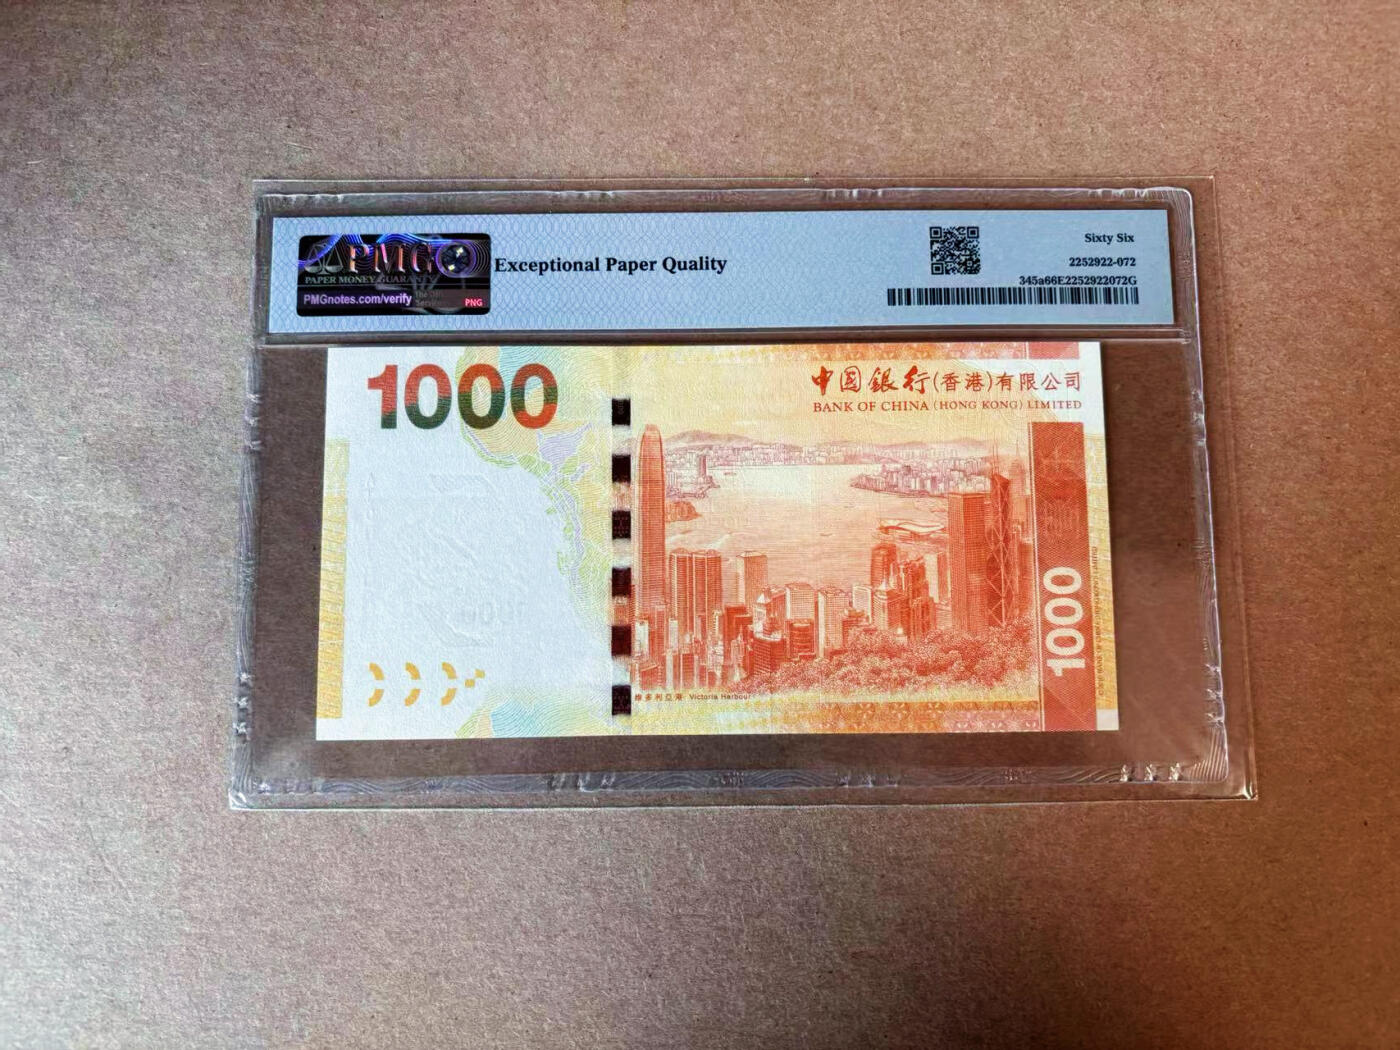 PMG
PAPER MONEY GUARANTY
PMGnotes.com/verify
PNG
Exceptional Paper Quality
Sixty Six
2252922-072
345a66E2252922072G
1000
中國銀行(香港)有限公司
BANK OF CHINA (HONG KONG) LIMITED
1000
維多利亞港 Victoria Harbour